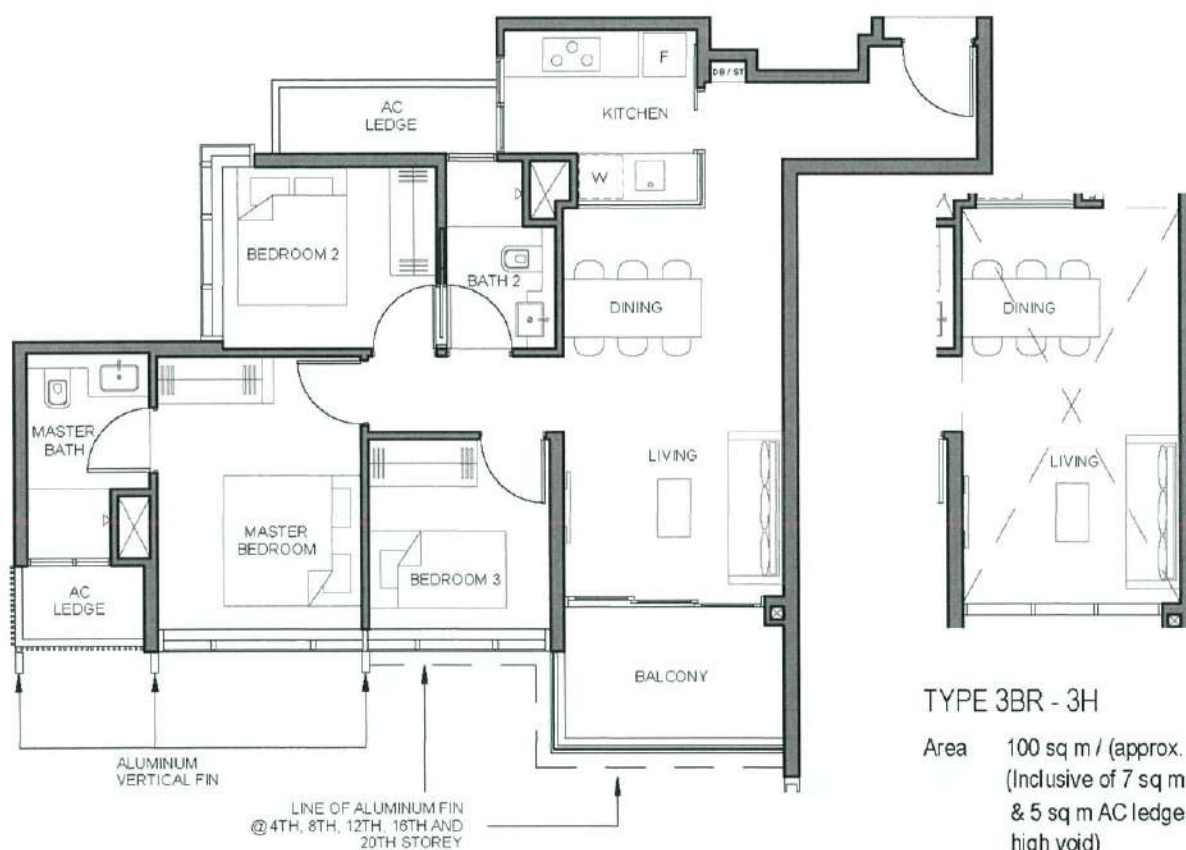 F
DB / ST
AC
LEDGE
KITCHEN
W
BEDROOM 2
BATH 2
DINING
DINING
MASTER
BATH
LIVING
LIVING
MASTER
BEDROOM
BEDROOM 3
AC
LEDGE
BALCONY
TYPE 3BR - 3H
Area 100 sq m / (approx.
(Inclusive of 7 sq m
& 5 sq m AC ledge
high void)
ALUMINUM
VERTICAL FIN
LINE OF ALUMINUM FIN
@ 4TH, 8TH, 12TH, 16TH AND
20TH STOREY